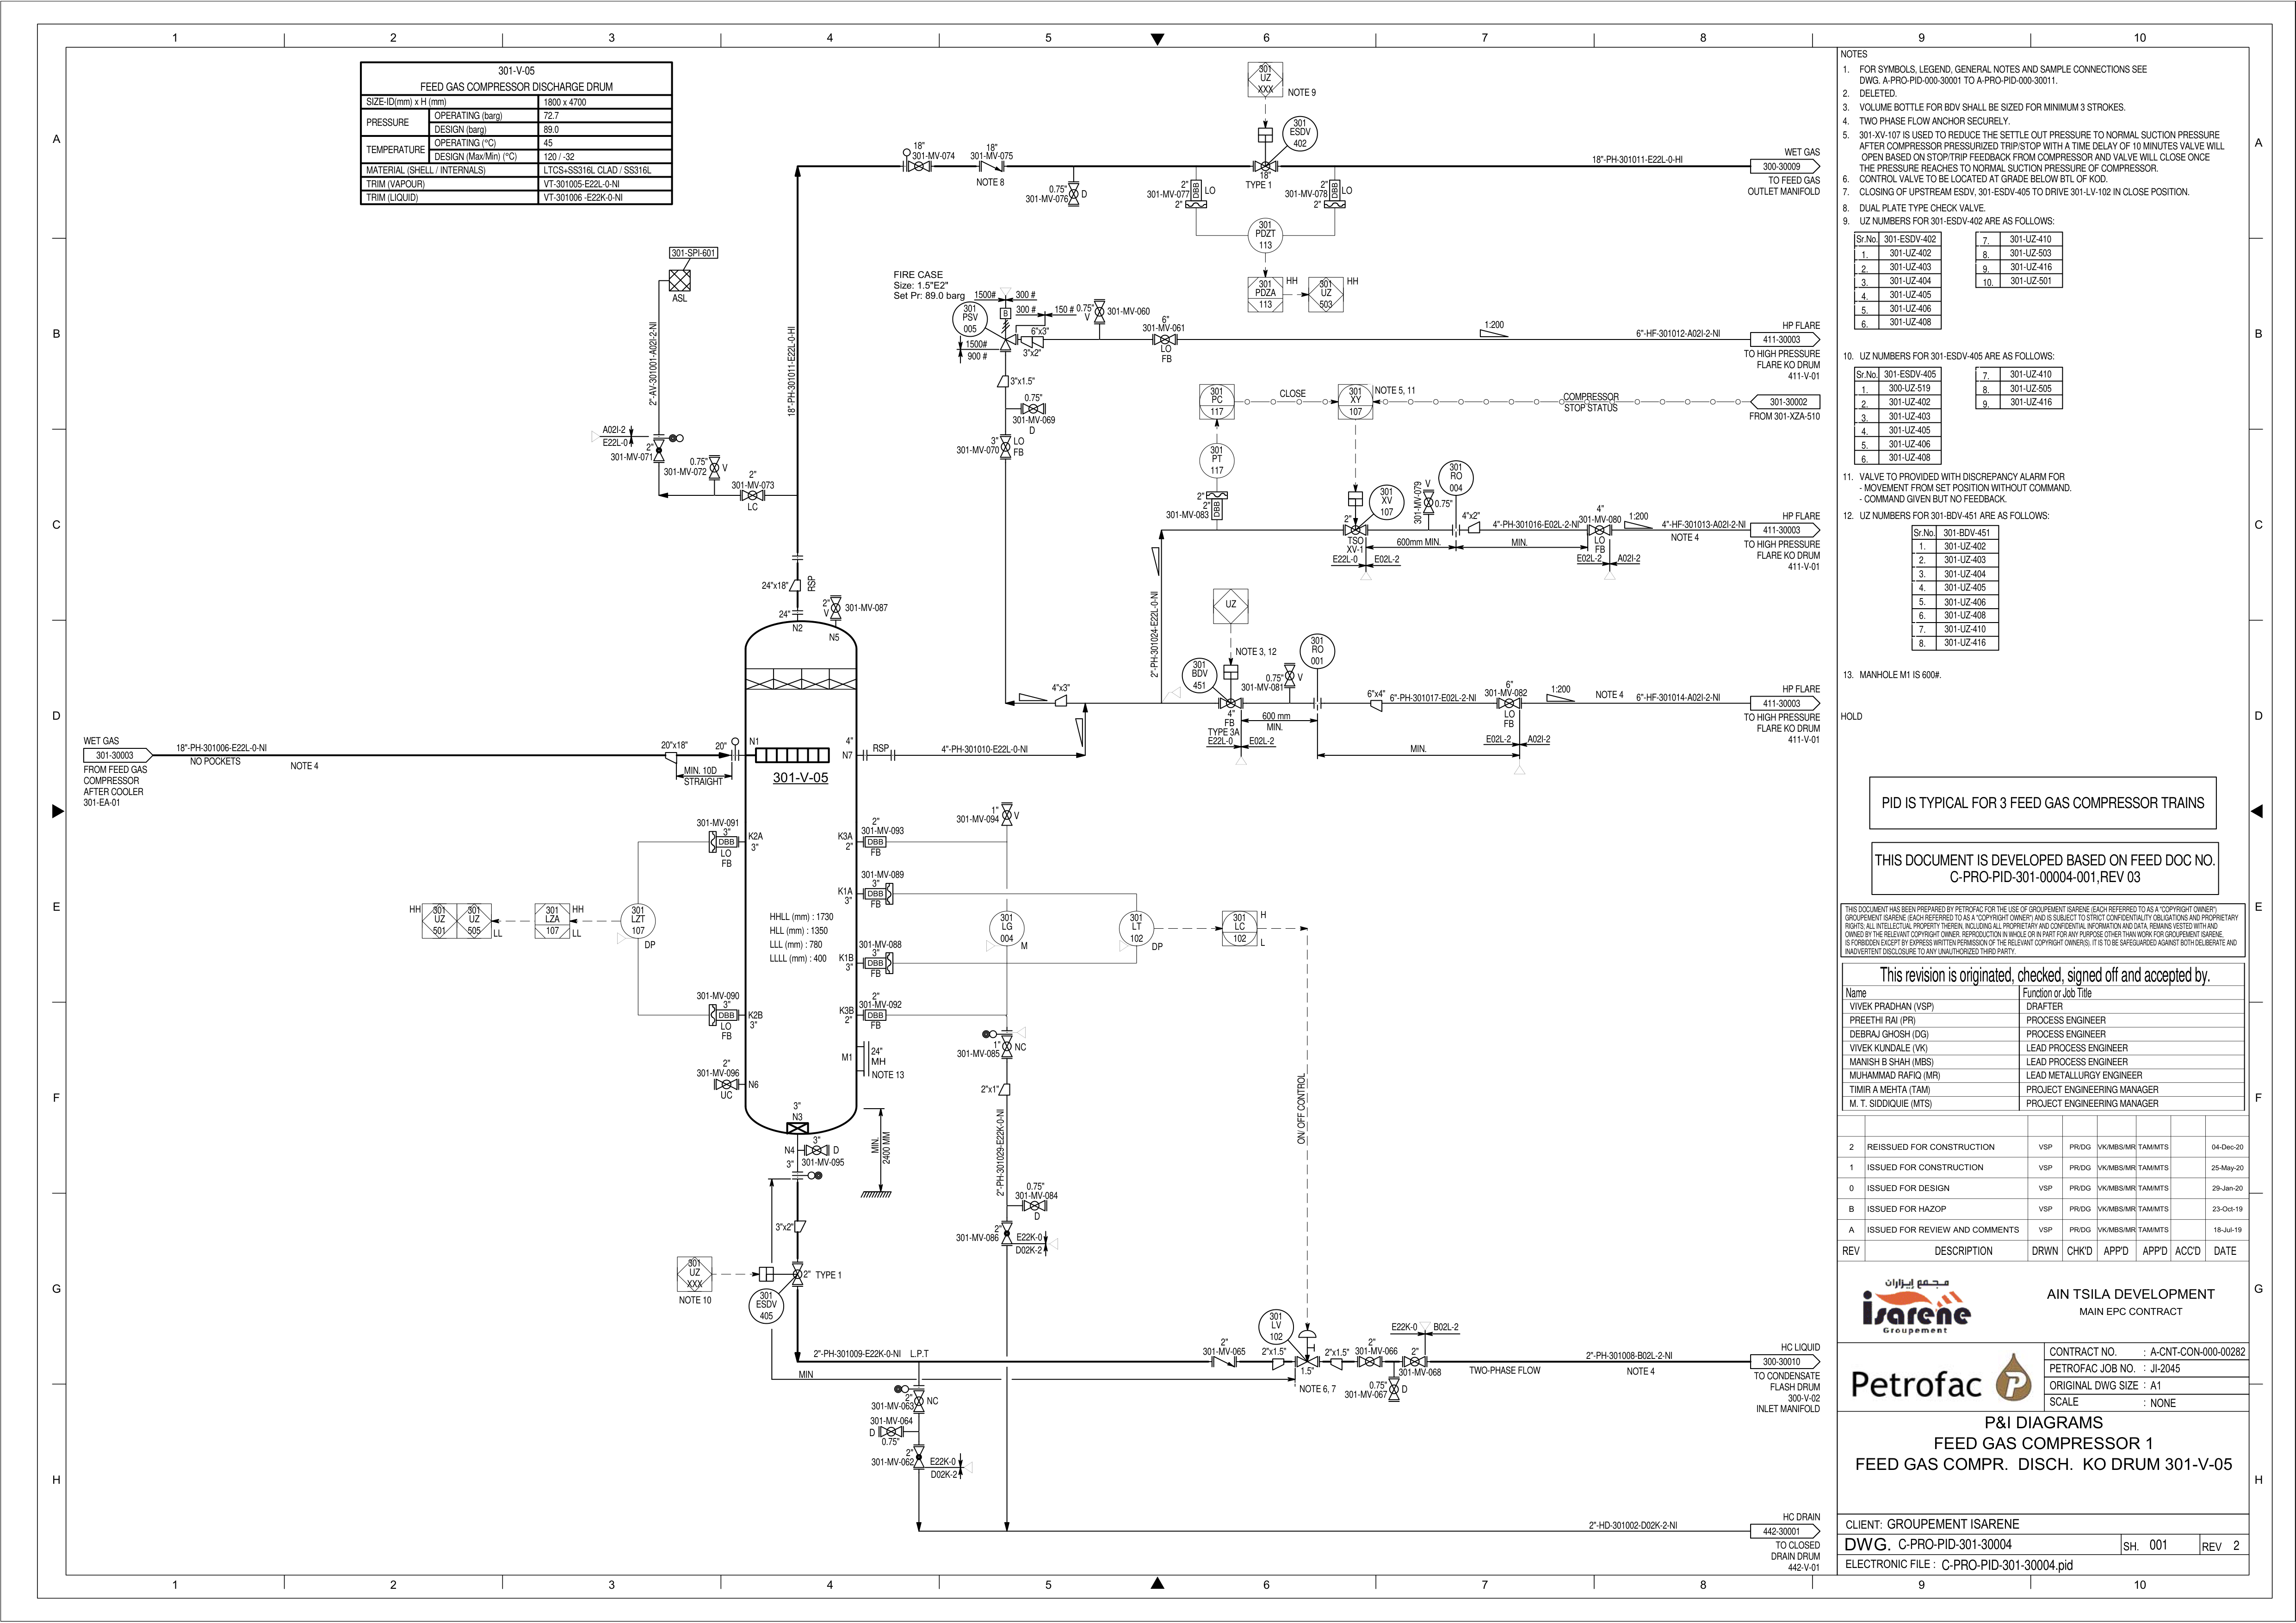 1 2 3 4 5 6 7 8 9 10
A
B
C
D
E
F
G
H
301-V-05
FEED GAS COMPRESSOR DISCHARGE DRUM
SIZE-ID(mm) x H (mm) 1800 x 4700
PRESSURE OPERATING (barg) 72.7
DESIGN (barg) 89.0
TEMPERATURE OPERATING (°C) 45
DESIGN (Max/Min) (°C) 120 / -32
MATERIAL (SHELL / INTERNALS) LTCS+SS316L CLAD / SS316L
TRIM (VAPOUR) VT-301005-E22L-0-NI
TRIM (LIQUID) VT-301006 -E22K-0-NI
301 UZ XXX
NOTE 9
301 ESDV 402
18"
301-MV-074
18"
301-MV-075
NOTE 8
0.75"
301-MV-076
D
18"
TYPE 1
2"
301-MV-077
DBB
LO
2"
2"
301-MV-078
DBB
LO
2"
18"-PH-301011-E22L-0-HI
WET GAS
300-30009
TO FEED GAS
OUTLET MANIFOLD
301 PDZT 113
301 PDZA 113
HH
301 UZ 503
HH
301-SPI-601
ASL
2"-AV-301001-A02I-2-NI
A02I-2
E22L-0
2"
301-MV-071
0.75"
301-MV-072
V
2"
301-MV-073
LC
18"-PH-301011-E22L-0-HI
FIRE CASE
Size: 1.5"E2"
Set Pr: 89.0 barg
1500# 300 #
301 PSV 005
B
300 # 150 #
1500#
900 #
6"x3"
3"x2"
0.75"
V
301-MV-060
6"
301-MV-061
LO
FB
1:200
6"-HF-301012-A02I-2-NI
HP FLARE
411-30003
TO HIGH PRESSURE
FLARE KO DRUM
411-V-01
3"x1.5"
0.75"
301-MV-069
D
3"
301-MV-070
LO
FB
301 PC 117
CLOSE
301 XY 107
NOTE 5, 11
COMPRESSOR
STOP STATUS
301-30002
FROM 301-XZA-510
301 PT 117
2"
2"
301-MV-083
DBB
2"
301 XV 107
TSO
XV-1
E22L-0 E02L-2
301-MV-079
V
0.75"
301 RO 004
600mm MIN.
MIN.
4"x2"
4"-PH-301016-E02L-2-NI
4"
301-MV-080
LO
FB
E02L-2 A02I-2
1:200
4"-HF-301013-A02I-2-NI
NOTE 4
HP FLARE
411-30003
TO HIGH PRESSURE
FLARE KO DRUM
411-V-01
24"x18"
RSP
24"
N2
2"
V
301-MV-087
N5
2"-PH-301024-E22L-0-NI
UZ
NOTE 3, 12
301 BDV 451
4"
FB
TYPE 3A
E22L-0 E02L-2
0.75"
301-MV-081
V
301 RO 001
600 mm
MIN.
4"x3"
6"x4"
6"-PH-301017-E02L-2-NI
6"
301-MV-082
LO
FB
E02L-2 A02I-2
MIN.
1:200
NOTE 4
6"-HF-301014-A02I-2-NI
HP FLARE
411-30003
TO HIGH PRESSURE
FLARE KO DRUM
411-V-01
WET GAS
301-30003
FROM FEED GAS
COMPRESSOR
AFTER COOLER
301-EA-01
18"-PH-301006-E22L-0-NI
NO POCKETS
NOTE 4
20"x18"
20"
MIN. 10D
STRAIGHT
N1
301-V-05
4"
N7
RSP
4"-PH-301010-E22L-0-NI
301-MV-091
3"
DBB
LO
FB
K2A
3"
K3A
2"
2"
301-MV-093
DBB
FB
1"
301-MV-094
V
301-MV-089
3"
DBB
FB
K1A
3"
HH
301 UZ 501
301 UZ 505
LL
301 LZA 107
HH
LL
301 LZT 107
DP
HHLL (mm) : 1730
HLL (mm) : 1350
LLL (mm) : 780
LLLL (mm) : 400
301 LG 004
M
301 LT 102
DP
301 LC 102
H
L
301-MV-088
3"
DBB
FB
K1B
3"
301-MV-090
3"
DBB
LO
FB
K2B
3"
K3B
2"
2"
301-MV-092
DBB
FB
M1
24"
MH
NOTE 13
1"
301-MV-085
NC
2"
301-MV-096
UC
N6
2"x1"
3"
N3
N4
3"
D
301-MV-095
3"
MIN.
2400 MM
2"-PH-301029-E22K-0-NI
0.75"
301-MV-084
D
2"
301-MV-086
E22K-0
D02K-2
3"x2"
301 UZ XXX
NOTE 10
2"
TYPE 1
301 ESDV 405
ON/ OFF CONTROL
2"-PH-301009-E22K-0-NI L.P.T
MIN
2"
301-MV-065
301 LV 102
2"x1.5"
1.5"
2"x1.5"
NOTE 6, 7
2"
301-MV-066
0.75"
301-MV-067
D
E22K-0 B02L-2
2"
301-MV-068
TWO-PHASE FLOW
2"-PH-301008-B02L-2-NI
NOTE 4
HC LIQUID
300-30010
TO CONDENSATE
FLASH DRUM
300-V-02
INLET MANIFOLD
2"
301-MV-063
NC
301-MV-064
D
0.75"
2"
301-MV-062
E22K-0
D02K-2
2"-HD-301002-D02K-2-NI
HC DRAIN
442-30001
TO CLOSED
DRAIN DRUM
442-V-01
NOTES
1. FOR SYMBOLS, LEGEND, GENERAL NOTES AND SAMPLE CONNECTIONS SEE
DWG. A-PRO-PID-000-30001 TO A-PRO-PID-000-30011.
2. DELETED.
3. VOLUME BOTTLE FOR BDV SHALL BE SIZED FOR MINIMUM 3 STROKES.
4. TWO PHASE FLOW ANCHOR SECURELY.
5. 301-XV-107 IS USED TO REDUCE THE SETTLE OUT PRESSURE TO NORMAL SUCTION PRESSURE
AFTER COMPRESSOR PRESSURIZED TRIP/STOP WITH A TIME DELAY OF 10 MINUTES VALVE WILL
OPEN BASED ON STOP/TRIP FEEDBACK FROM COMPRESSOR AND VALVE WILL CLOSE ONCE
THE PRESSURE REACHES TO NORMAL SUCTION PRESSURE OF COMPRESSOR.
6. CONTROL VALVE TO BE LOCATED AT GRADE BELOW BTL OF KOD.
7. CLOSING OF UPSTREAM ESDV, 301-ESDV-405 TO DRIVE 301-LV-102 IN CLOSE POSITION.
8. DUAL PLATE TYPE CHECK VALVE.
9. UZ NUMBERS FOR 301-ESDV-402 ARE AS FOLLOWS:
Sr.No. 301-ESDV-402 7. 301-UZ-410
1. 301-UZ-402 8. 301-UZ-503
2. 301-UZ-403 9. 301-UZ-416
3. 301-UZ-404 10. 301-UZ-501
4. 301-UZ-405
5. 301-UZ-406
6. 301-UZ-408
10. UZ NUMBERS FOR 301-ESDV-405 ARE AS FOLLOWS:
Sr.No. 301-ESDV-405 7. 301-UZ-410
1. 300-UZ-519 8. 301-UZ-505
2. 301-UZ-402 9. 301-UZ-416
3. 301-UZ-403
4. 301-UZ-405
5. 301-UZ-406
6. 301-UZ-408
11. VALVE TO PROVIDED WITH DISCREPANCY ALARM FOR
- MOVEMENT FROM SET POSITION WITHOUT COMMAND.
- COMMAND GIVEN BUT NO FEEDBACK.
12. UZ NUMBERS FOR 301-BDV-451 ARE AS FOLLOWS:
Sr.No. 301-BDV-451
1. 301-UZ-402
2. 301-UZ-403
3. 301-UZ-404
4. 301-UZ-405
5. 301-UZ-406
6. 301-UZ-408
7. 301-UZ-410
8. 301-UZ-416
13. MANHOLE M1 IS 600#.
HOLD
PID IS TYPICAL FOR 3 FEED GAS COMPRESSOR TRAINS
THIS DOCUMENT IS DEVELOPED BASED ON FEED DOC NO.
C-PRO-PID-301-00004-001,REV 03
THIS DOCUMENT HAS BEEN PREPARED BY PETROFAC FOR THE USE OF GROUPEMENT ISARENE (EACH REFERRED TO AS A "COPYRIGHT OWNER")
GROUPEMENT ISARENE (EACH REFERRED TO AS A "COPYRIGHT OWNER") AND IS SUBJECT TO STRICT CONFIDENTIALITY OBLIGATIONS AND PROPRIETARY
RIGHTS; ALL INTELLECTUAL PROPERTY THEREIN, INCLUDING ALL PROPRIETARY AND CONFIDENTIAL INFORMATION AND DATA, REMAINS VESTED WITH AND
OWNED BY THE RELEVANT COPYRIGHT OWNER. REPRODUCTION IN WHOLE OR IN PART FOR ANY PURPOSE OTHER THAN WORK FOR GROUPEMENT ISARENE,
IS FORBIDDEN EXCEPT BY EXPRESS WRITTEN PERMISSION OF THE RELEVANT COPYRIGHT OWNER(S). IT IS TO BE SAFEGUARDED AGAINST BOTH DELIBERATE AND
INADVERTENT DISCLOSURE TO ANY UNAUTHORIZED THIRD PARTY.
This revision is originated, checked, signed off and accepted by.
Name Function or Job Title
VIVEK PRADHAN (VSP) DRAFTER
PREETHI RAI (PR) PROCESS ENGINEER
DEBRAJ GHOSH (DG) PROCESS ENGINEER
VIVEK KUNDALE (VK) LEAD PROCESS ENGINEER
MANISH B SHAH (MBS) LEAD PROCESS ENGINEER
MUHAMMAD RAFIQ (MR) LEAD METALLURGY ENGINEER
TIMIR A MEHTA (TAM) PROJECT ENGINEERING MANAGER
M. T. SIDDIQUIE (MTS) PROJECT ENGINEERING MANAGER
2 REISSUED FOR CONSTRUCTION VSP PR/DG VK/MBS/MR TAM/MTS 04-Dec-20
1 ISSUED FOR CONSTRUCTION VSP PR/DG VK/MBS/MR TAM/MTS 25-May-20
0 ISSUED FOR DESIGN VSP PR/DG VK/MBS/MR TAM/MTS 29-Jan-20
B ISSUED FOR HAZOP VSP PR/DG VK/MBS/MR TAM/MTS 23-Oct-19
A ISSUED FOR REVIEW AND COMMENTS VSP PR/DG VK/MBS/MR TAM/MTS 18-Jul-19
REV DESCRIPTION DRWN CHK'D APP'D APP'D ACC'D DATE
مجمع إيزاران
isarene
Groupement
AIN TSILA DEVELOPMENT
MAIN EPC CONTRACT
Petrofac
CONTRACT NO. : A-CNT-CON-000-00282
PETROFAC JOB NO. : JI-2045
ORIGINAL DWG SIZE : A1
SCALE : NONE
P&I DIAGRAMS
FEED GAS COMPRESSOR 1
FEED GAS COMPR. DISCH. KO DRUM 301-V-05
CLIENT: GROUPEMENT ISARENE
DWG. C-PRO-PID-301-30004 SH. 001 REV 2
ELECTRONIC FILE : C-PRO-PID-301-30004.pid
A
B
C
D
E
F
G
H
1 2 3 4 5 6 7 8 9 10